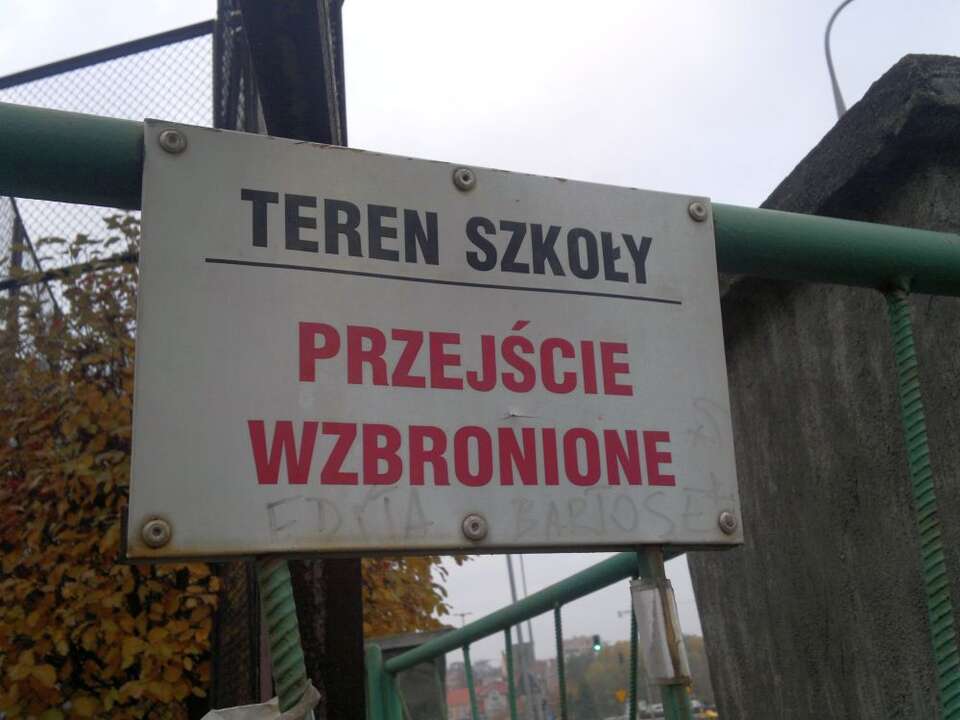 TEREN SZKOŁY
PRZEJŚCIE
WZBRONIONE